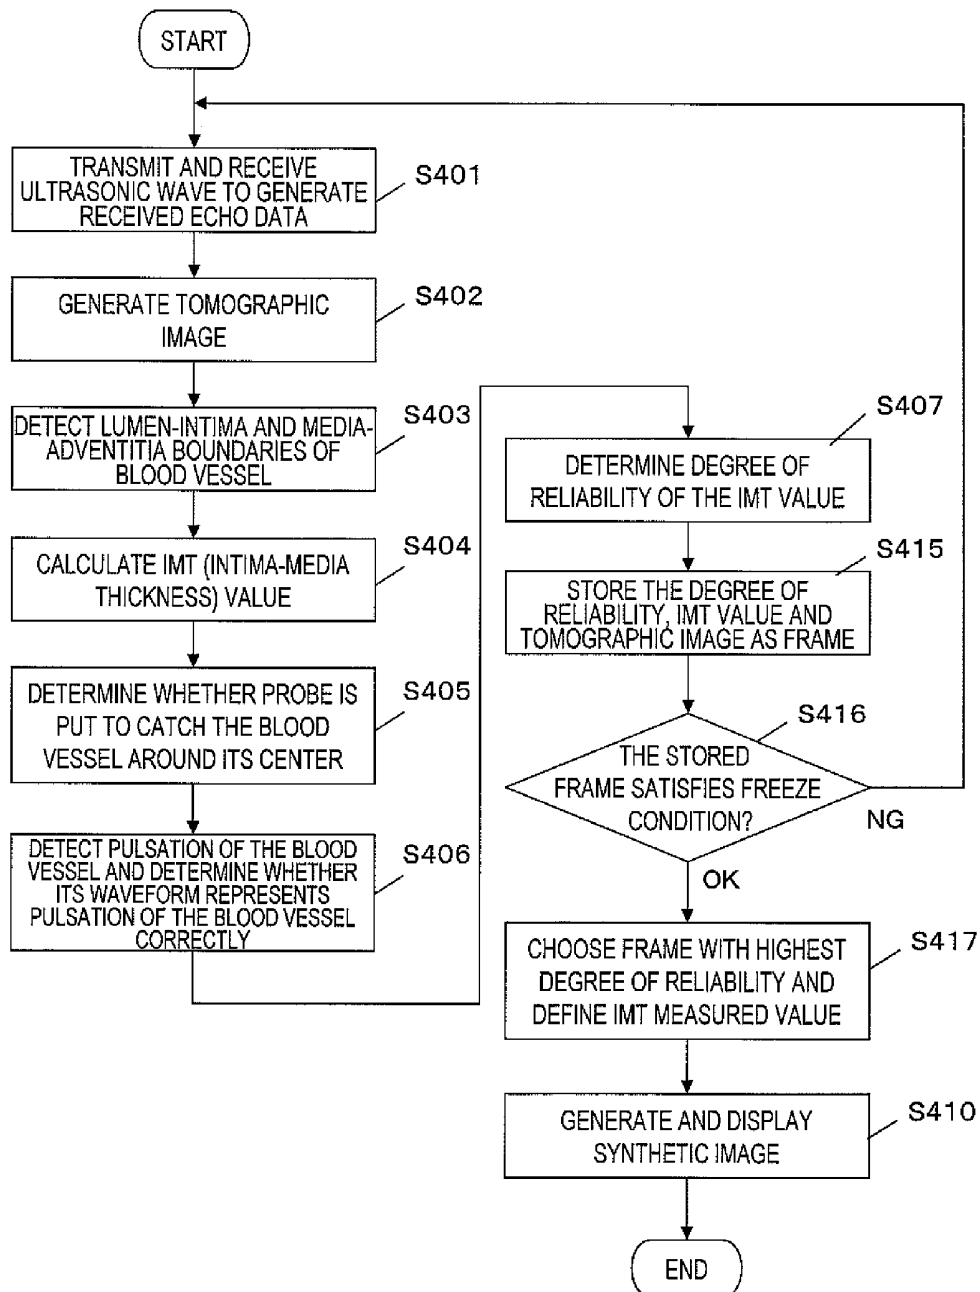 START
TRANSMIT AND RECEIVE
ULTRASONIC WAVE TO GENERATE
RECEIVED ECHO DATA
S401
GENERATE TOMOGRAPHIC
IMAGE
S402
DETECT LUMEN-INTIMA AND MEDIA-
ADVENTITIA BOUNDARIES OF
BLOOD VESSEL
S403
CALCULATE IMT (INTIMA-MEDIA
THICKNESS) VALUE
S404
DETERMINE WHETHER PROBE IS
PUT TO CATCH THE BLOOD
VESSEL AROUND ITS CENTER
S405
DETECT PULSATION OF THE BLOOD
VESSEL AND DETERMINE WHETHER
ITS WAVEFORM REPRESENTS
PULSATION OF THE BLOOD VESSEL
CORRECTLY
S406
DETERMINE DEGREE OF
RELIABILITY OF THE IMT VALUE
S407
STORE THE DEGREE OF
RELIABILITY, IMT VALUE AND
TOMOGRAPHIC IMAGE AS FRAME
S415
THE STORED
FRAME SATISFIES FREEZE
CONDITION?
S416
NG
OK
CHOOSE FRAME WITH HIGHEST
DEGREE OF RELIABILITY AND
DEFINE IMT MEASURED VALUE
S417
GENERATE AND DISPLAY
SYNTHETIC IMAGE
S410
END